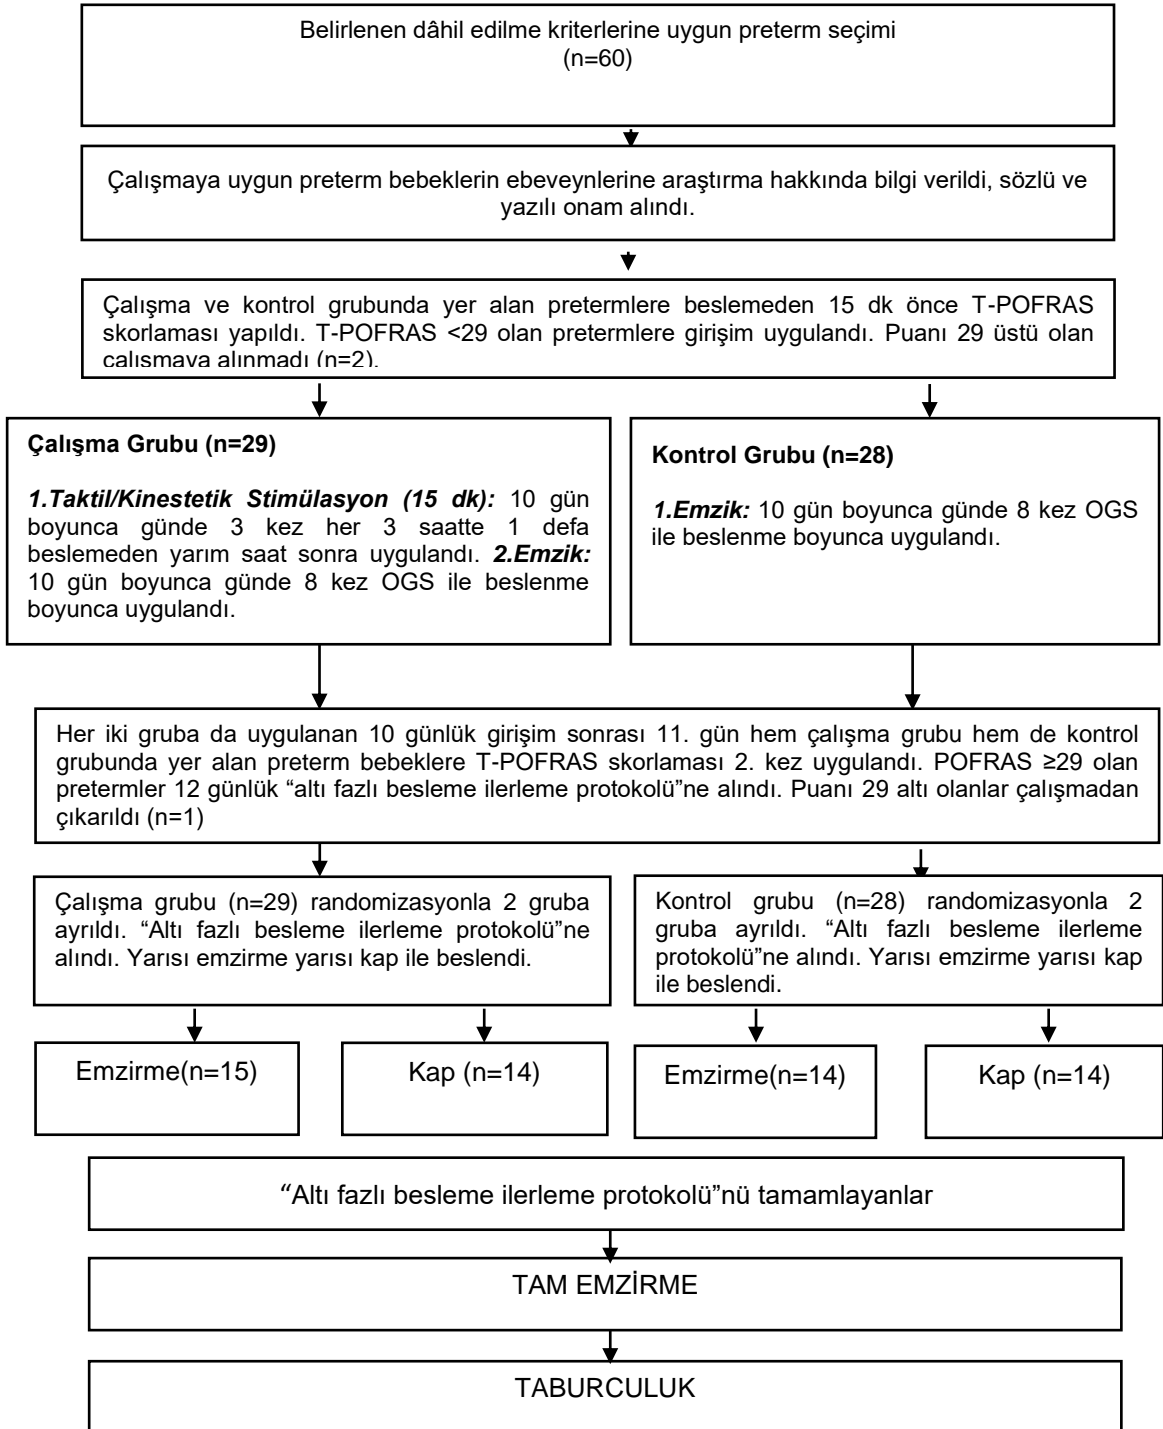 Belirlenen dâhil edilme kriterlerine uygun preterm seçimi
(n=60)
Çalışmaya uygun preterm bebeklerin ebeveynlerine araştırma hakkında bilgi verildi, sözlü ve
yazılı onam alındı.
Çalışma ve kontrol grubunda yer alan pretermlere beslemeden 15 dk önce T-POFRAS
skorlaması yapıldı. T-POFRAS <29 olan pretermlere girişim uygulandı. Puanı 29 üstü olan
çalışmaya alınmadı (n=2).
Çalışma Grubu (n=29)
1.Taktil/Kinestetik Stimülasyon (15 dk): 10 gün
boyunca günde 3 kez her 3 saatte 1 defa
beslemeden yarım saat sonra uygulandı. 2.Emzik:
10 gün boyunca günde 8 kez OGS ile beslenme
boyunca uygulandı.
Kontrol Grubu (n=28)
1.Emzik: 10 gün boyunca günde 8 kez OGS
ile beslenme boyunca uygulandı.
Her iki gruba da uygulanan 10 günlük girişim sonrası 11. gün hem çalışma grubu hem de kontrol
grubunda yer alan preterm bebeklere T-POFRAS skorlaması 2. kez uygulandı. POFRAS ≥29 olan
pretermler 12 günlük “altı fazlı besleme ilerleme protokolü”ne alındı. Puanı 29 altı olanlar çalışmadan
çıkarıldı (n=1)
Çalışma grubu (n=29) randomizasyonla 2 gruba
ayrıldı. “Altı fazlı besleme ilerleme protokolü”ne
alındı. Yarısı emzirme yarısı kap ile beslendi.
Kontrol grubu (n=28) randomizasyonla 2
gruba ayrıldı. “Altı fazlı besleme ilerleme
protokolü”ne alındı. Yarısı emzirme yarısı kap
ile beslendi.
Emzirme(n=15)
Kap (n=14)
Emzirme(n=14)
Kap (n=14)
“Altı fazlı besleme ilerleme protokolü”nü tamamlayanlar
TAM EMZİRME
TABURCULUK